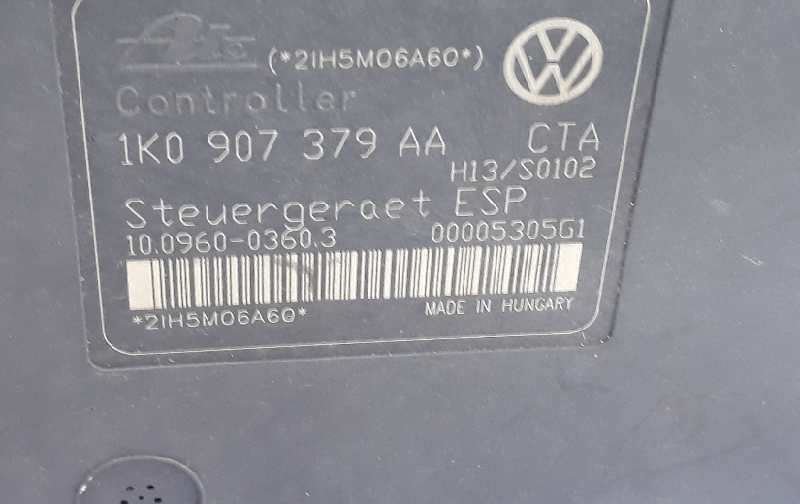 Ate (*2IH5M06A60*)
Controller
1K0 907 379 AA CTA
H13/S0102
Steuergeraet ESP
10.0960-0360.3 00005305G1
*2IH5M06A60* MADE IN HUNGARY